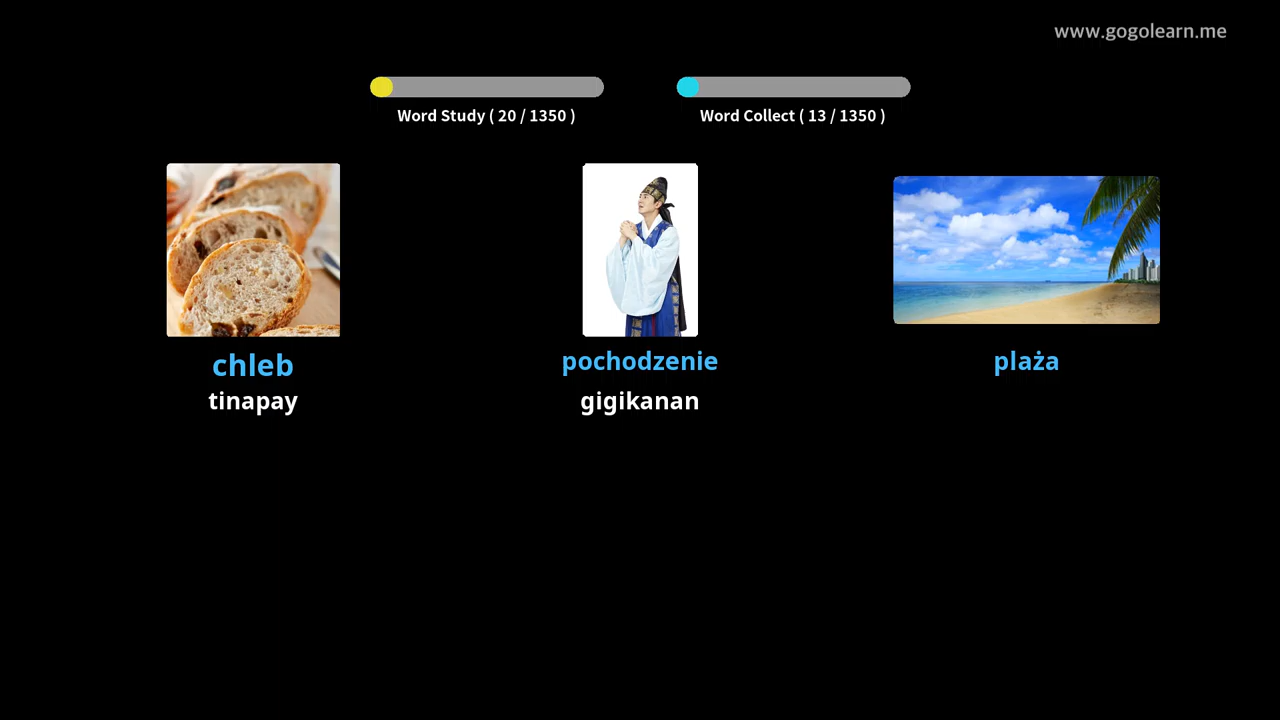 www.gogolearn.me
Word Study ( 20 / 1350 )
Word Collect ( 13 / 1350 )
chleb
tinapay
pochodzenie
gigikanan
plaża